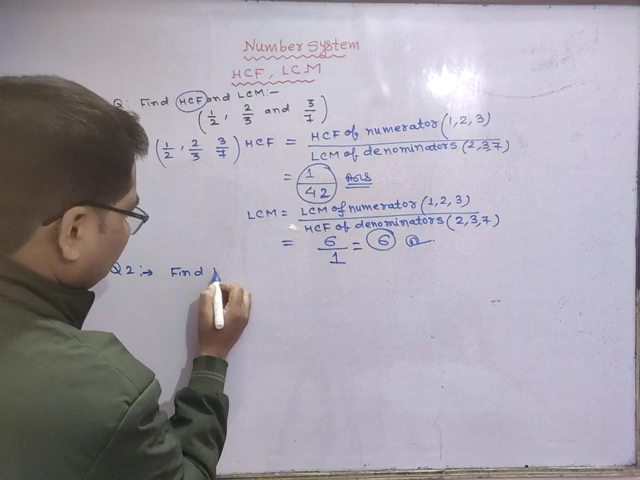 Number System
HCF, LCM
Q: Find HCF and LCM:-
(1/2, 2/3 and 3/7)
(1/2, 2/3 3/7) HCF = HCF of numerator (1,2,3) / LCM of denominators (2,3,7)
= 1/42 Ans
LCM = LCM of numerator (1,2,3) / HCF of denominators (2,3,7)
= 6/1 = 6
Q2:→ Find